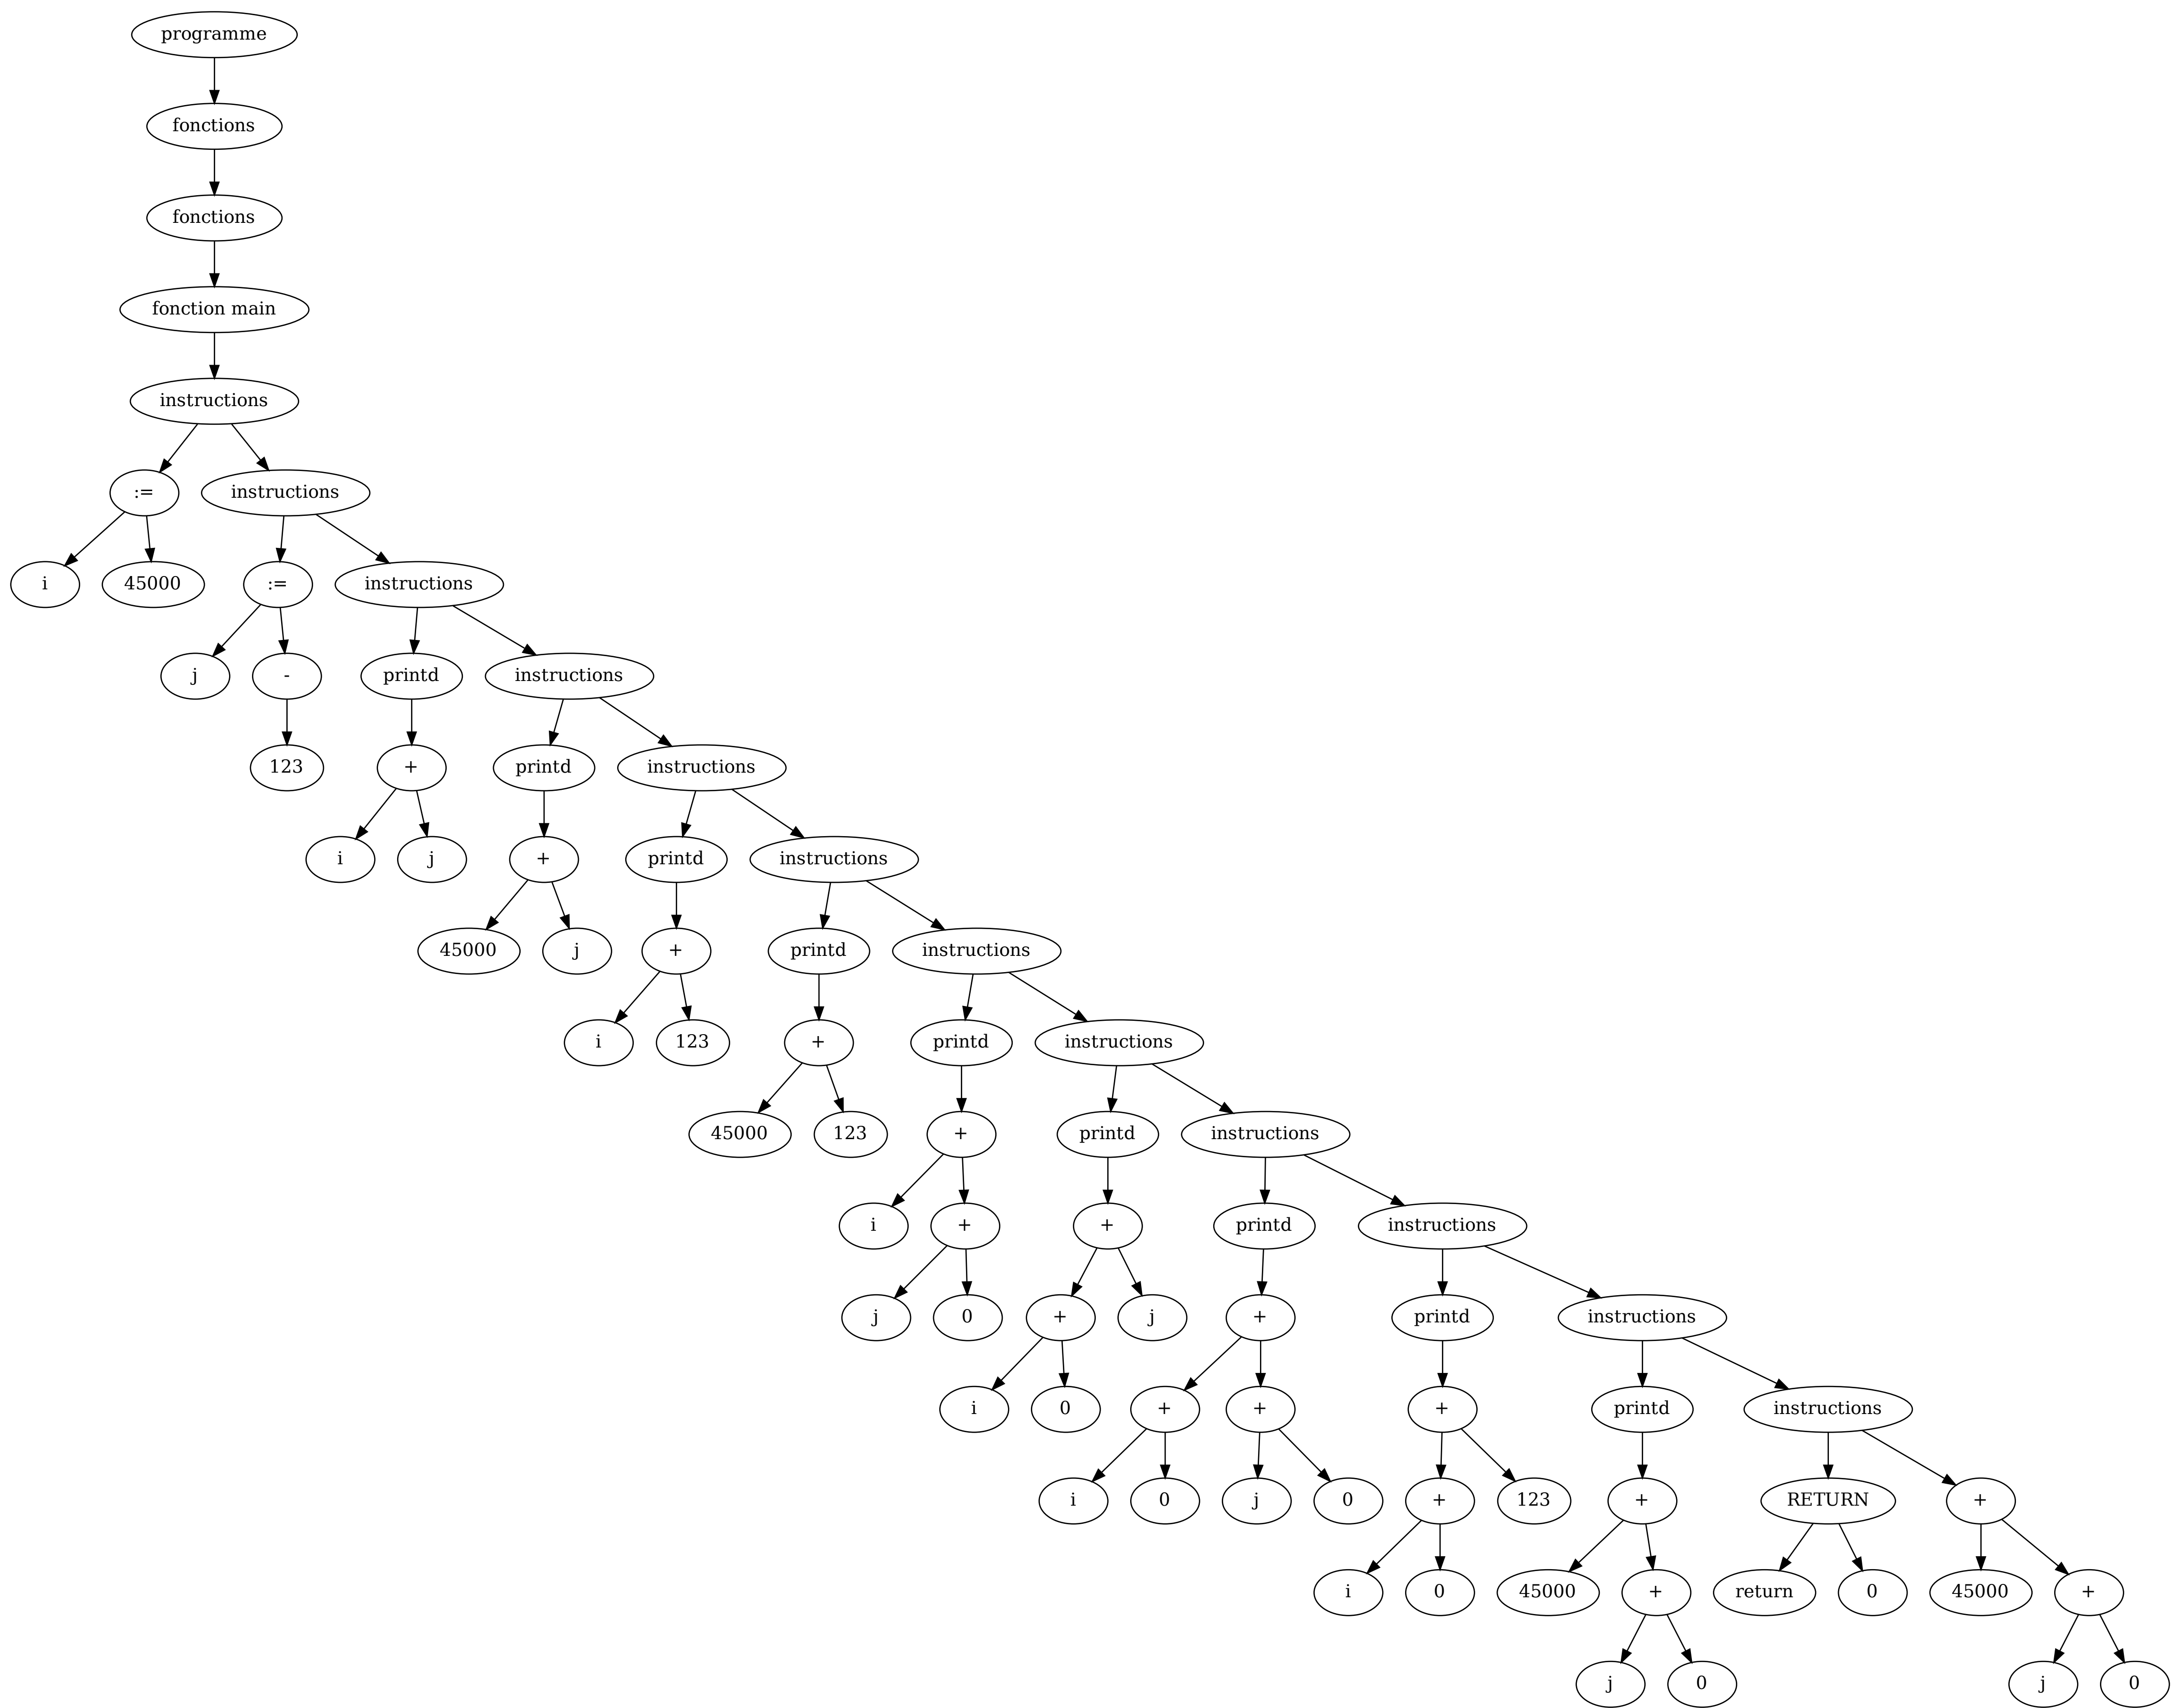 programme
fonctions
fonctions
fonction main
instructions
:= instructions
i 45000 := instructions
j - printd instructions
123 + printd instructions
i j + printd instructions
45000 j + printd instructions
i 123 + printd instructions
45000 123 + printd instructions
i + + printd instructions
j 0 + j + printd instructions
i 0 + + + printd instructions
i 0 j 0 + 123 + RETURN +
i 0 45000 + return 0 45000 +
j 0 j 0